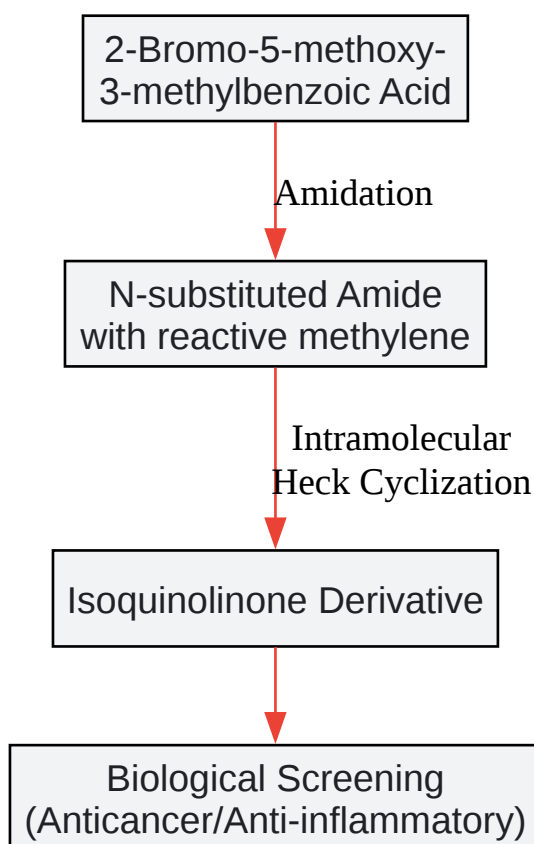 2-Bromo-5-methoxy-
3-methylbenzoic Acid
Amidation
N-substituted Amide
with reactive methylene
Intramolecular
Heck Cyclization
Isoquinolinone Derivative
Biological Screening
(Anticancer/Anti-inflammatory)